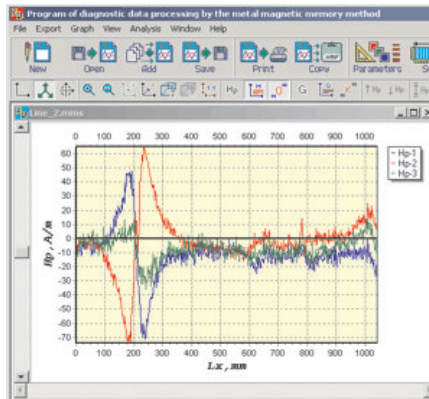 Program of diagnostic data processing by the metal magnetic memory method
File Export Graph View Analysis Window Help
New Open Add Save Print Copy Parameters
Hp G
Line_2.mms
0 100 200 300 400 500 600 700 800 900 1000
60
50
40
30
20
10
0
-10
-20
-30
-40
-50
-60
-70
Hp, A/m
Hp-1
Hp-2
Hp-3
0 100 200 300 400 500 600 700 800 900 1000
Lx, mm